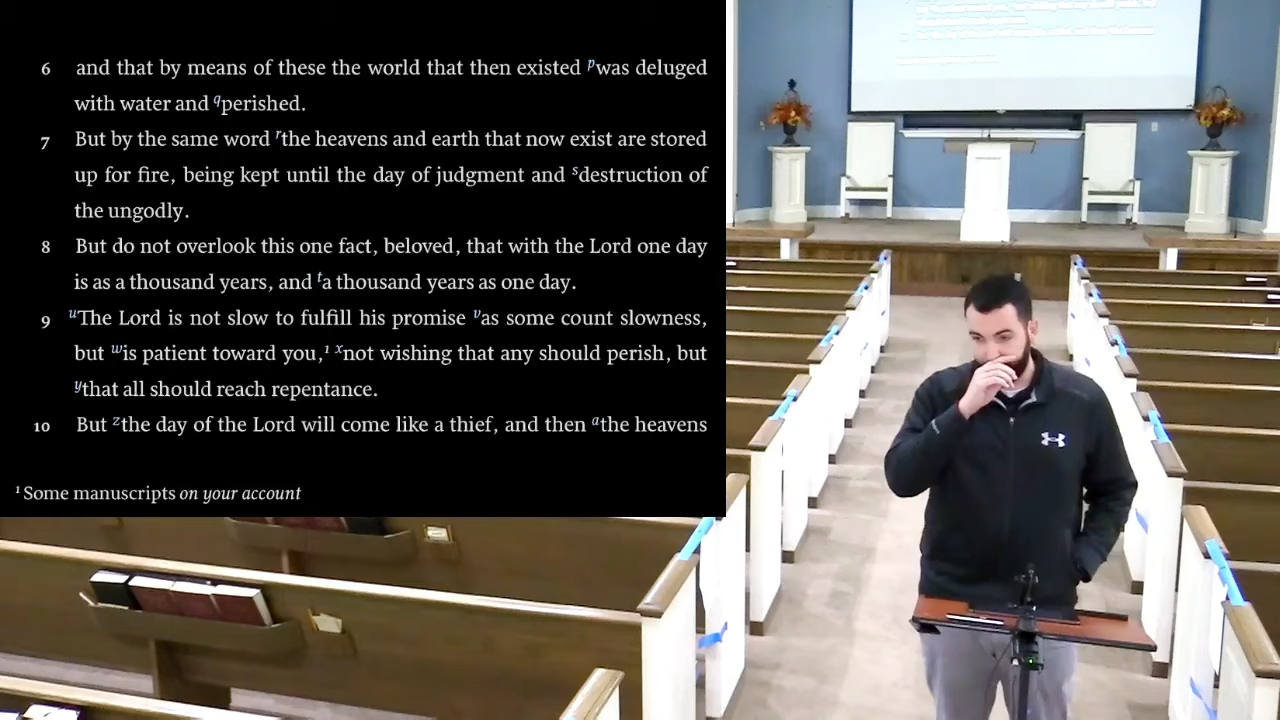 6 and that by means of these the world that then existed pwas deluged
with water and qperished.
7 But by the same word rthe heavens and earth that now exist are stored
up for fire, being kept until the day of judgment and sdestruction of
the ungodly.
8 But do not overlook this one fact, beloved, that with the Lord one day
is as a thousand years, and ta thousand years as one day.
9 uThe Lord is not slow to fulfill his promise vas some count slowness,
but wis patient toward you,1 xnot wishing that any should perish, but
ythat all should reach repentance.
10 But zthe day of the Lord will come like a thief, and then athe heavens
1 Some manuscripts on your account